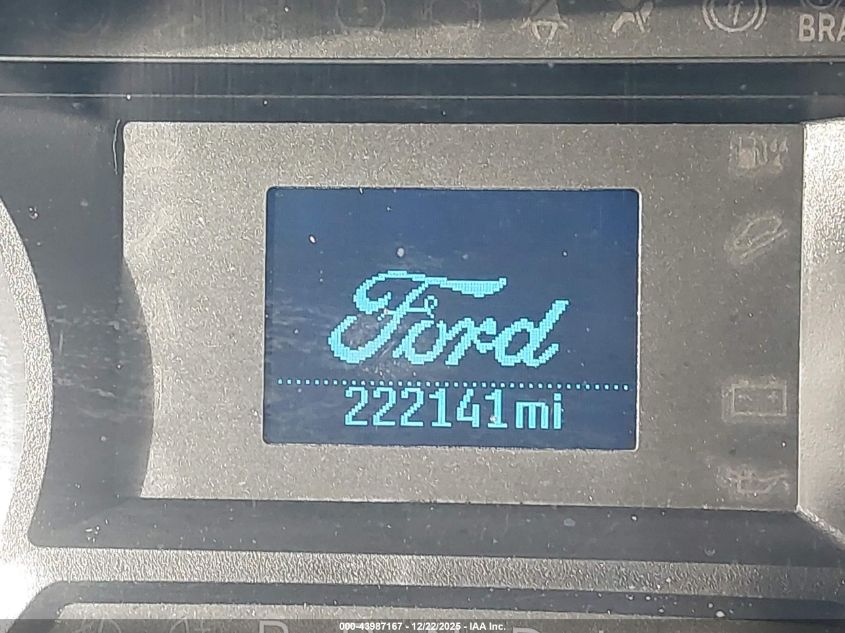 BRA
Ford
222141mi
000-43987167 - 12/22/2025 - IAA Inc.